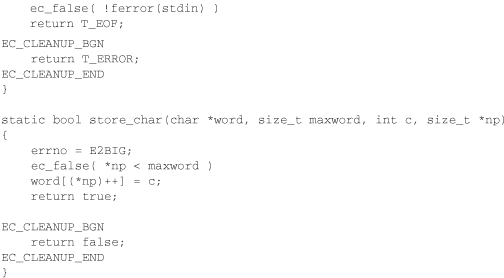 ec_false( !ferror(stdin) )
    return T_EOF;
EC_CLEANUP_BGN
    return T_ERROR;
EC_CLEANUP_END
}

static bool store_char(char *word, size_t maxword, int c, size_t *np)
{
    errno = E2BIG;
    ec_false( *np < maxword )
    word[(*np)++] = c;
    return true;

EC_CLEANUP_BGN
    return false;
EC_CLEANUP_END
}